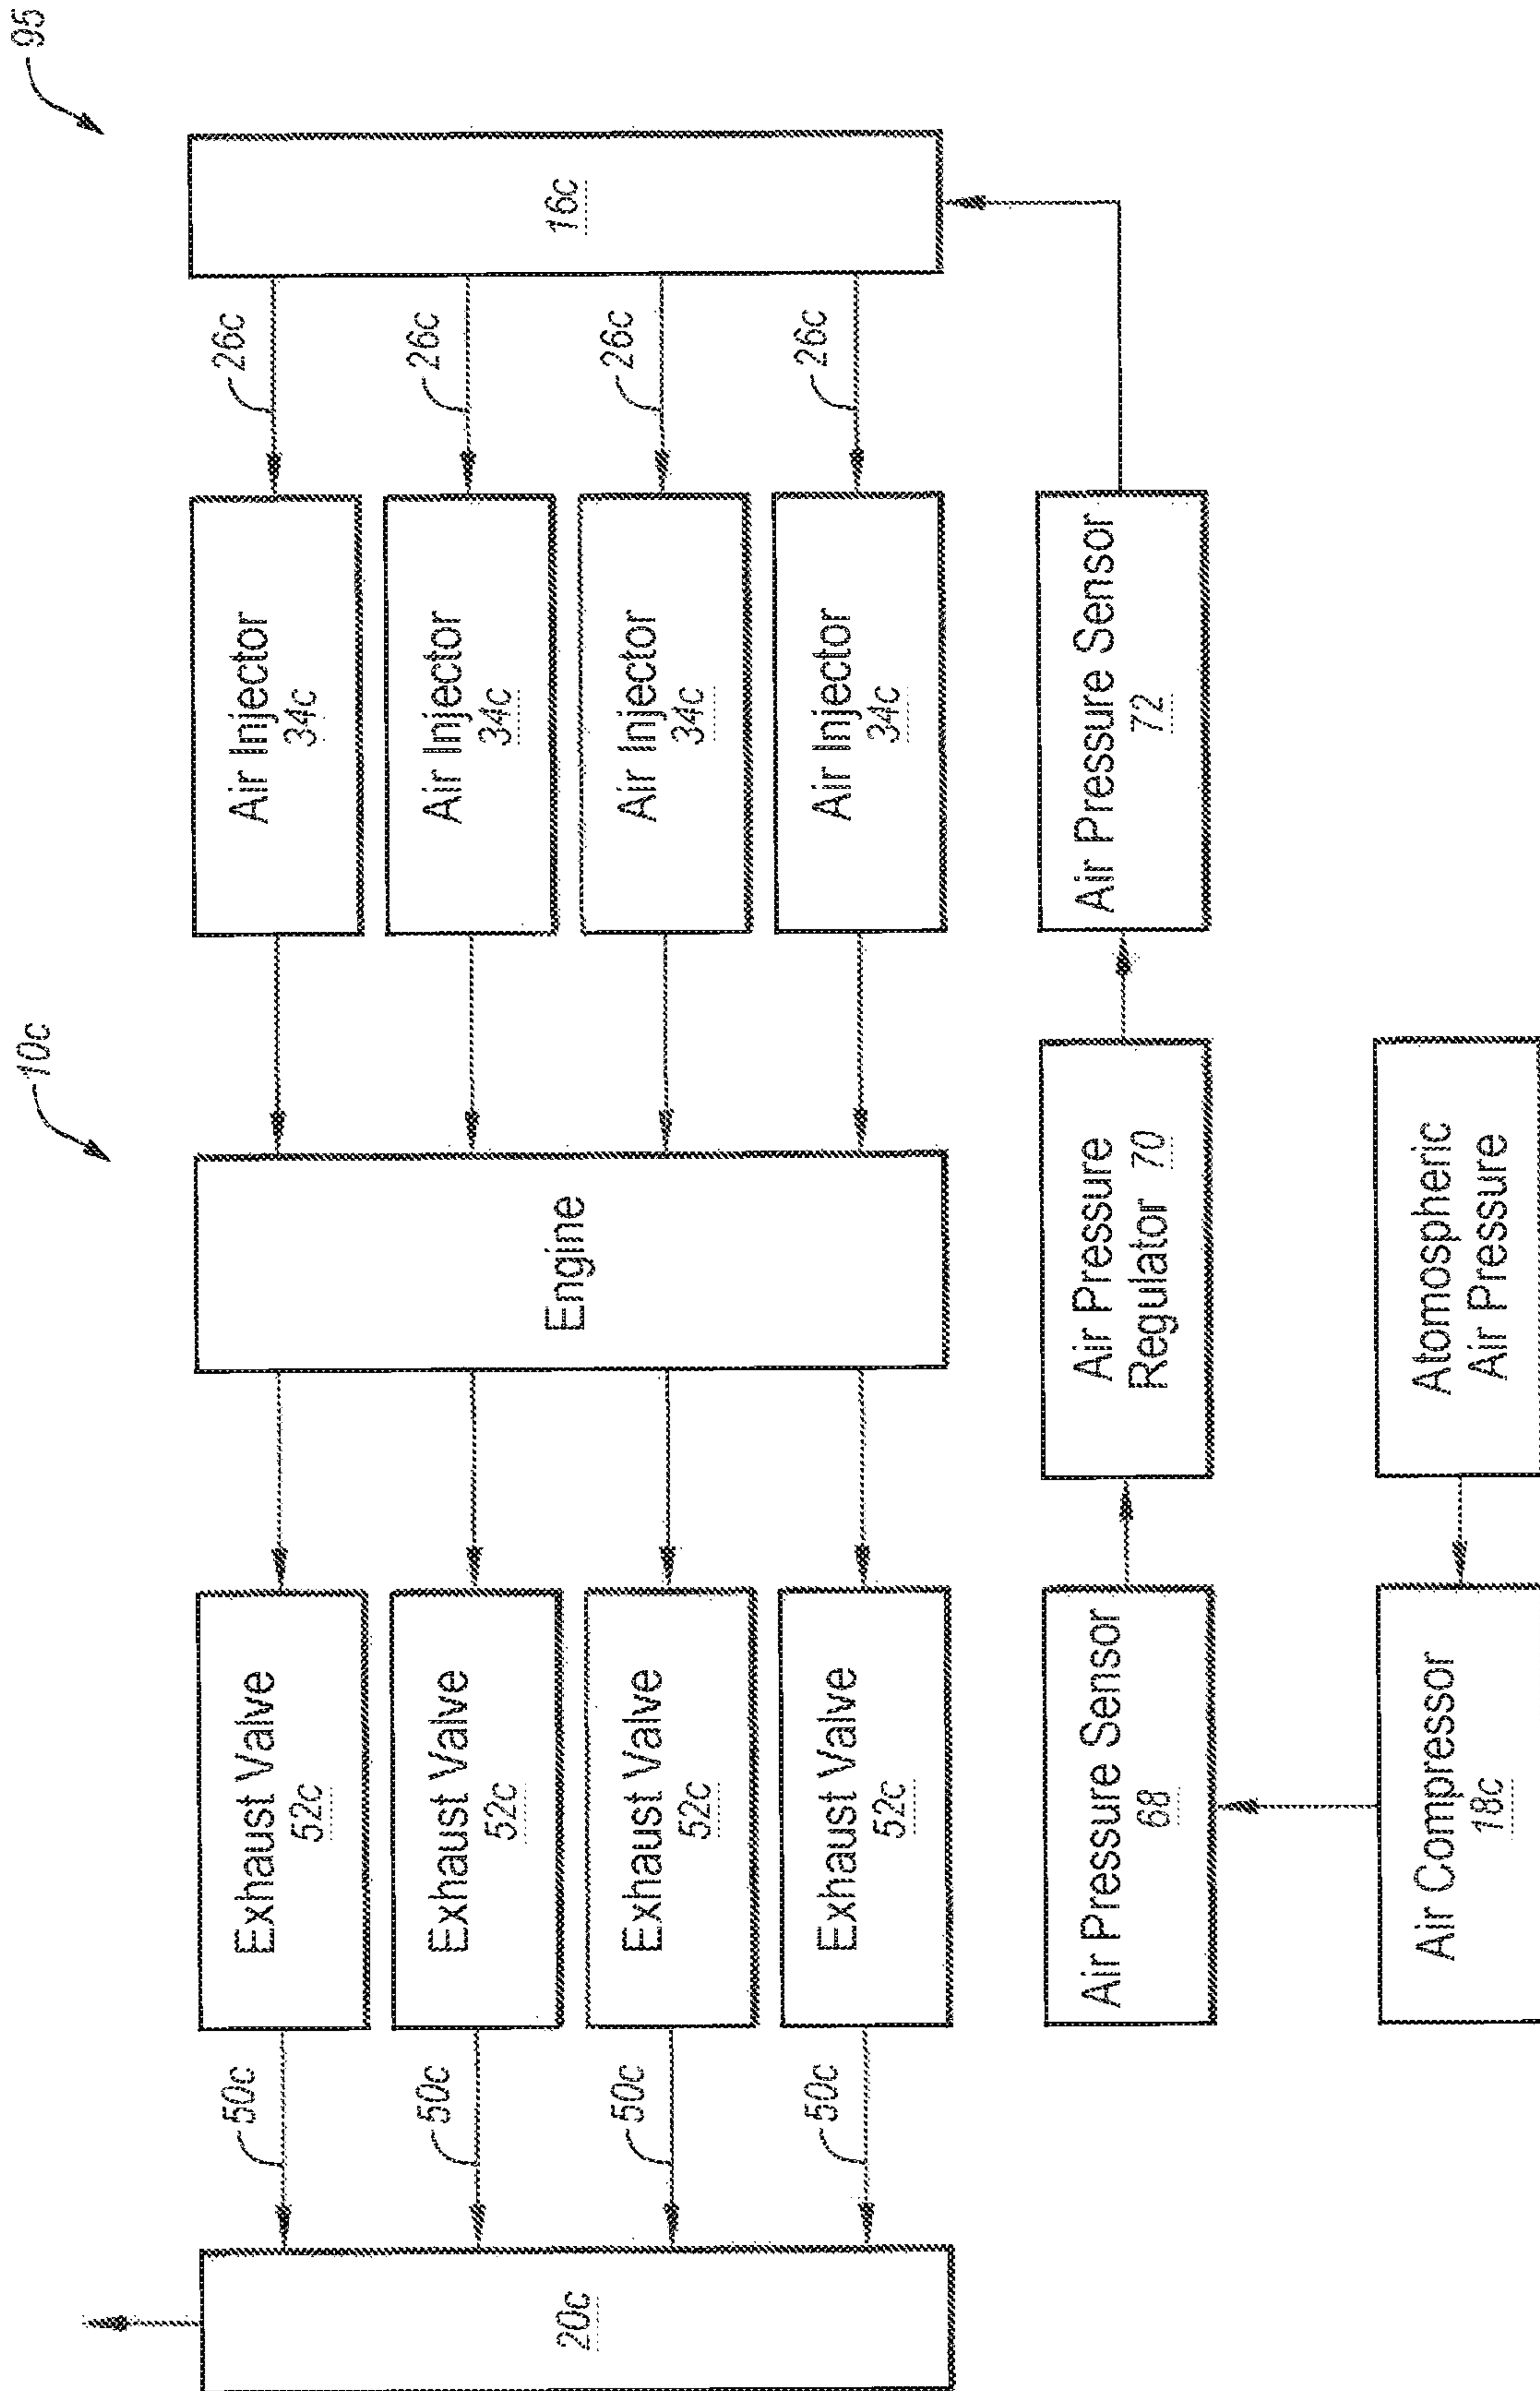 10c
95
50c
Exhaust Valve
52c
Air Injector
34c
26c
50c
Exhaust Valve
52c
Air Injector
34c
26c
20c
Engine
16c
50c
Exhaust Valve
52c
Air Injector
34c
26c
50c
Exhaust Valve
52c
Air Injector
34c
26c
Air Pressure Sensor
68
Air Pressure
Regulator 70
Air Pressure Sensor
72
Air Compressor
18c
Atomospheric
Air Pressure